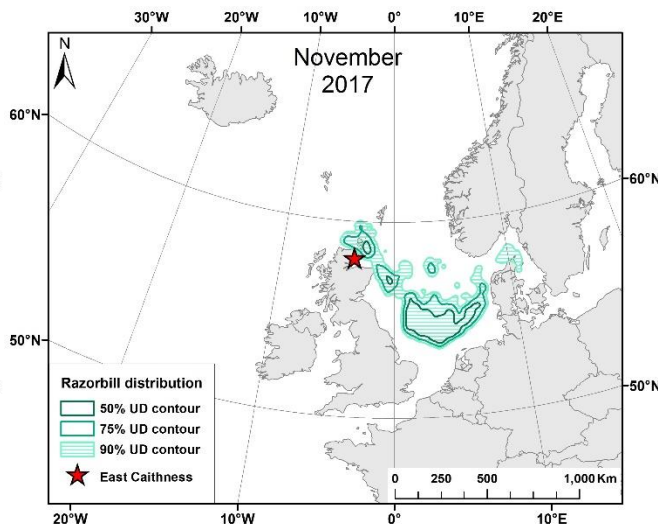 30°W 20°W 10°W 0° 10°E 20°E
N
November
2017
60°N
60°N
50°N
50°N
Razorbill distribution
50% UD contour
75% UD contour
90% UD contour
East Caithness
0 250 500 1,000 Km
20°W 10°W 0° 10°E